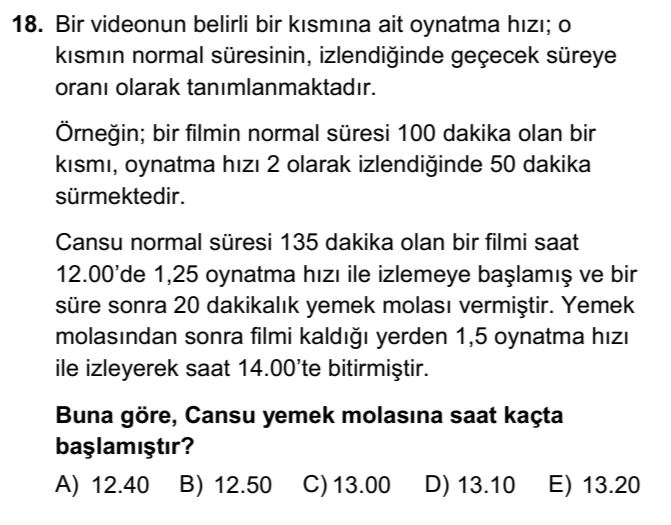 18. Bir videonun belirli bir kısmına ait oynatma hızı; o
kısmın normal süresinin, izlendiğinde geçecek süreye
oranı olarak tanımlanmaktadır.
Örneğin; bir filmin normal süresi 100 dakika olan bir
kısmı, oynatma hızı 2 olarak izlendiğinde 50 dakika
sürmektedir.
Cansu normal süresi 135 dakika olan bir filmi saat
12.00'de 1,25 oynatma hızı ile izlemeye başlamış ve bir
süre sonra 20 dakikalık yemek molası vermiştir. Yemek
molasından sonra filmi kaldığı yerden 1,5 oynatma hızı
ile izleyerek saat 14.00'te bitirmiştir.
Buna göre, Cansu yemek molasına saat kaçta
başlamıştır?
A) 12.40 B) 12.50 C) 13.00 D) 13.10 E) 13.20